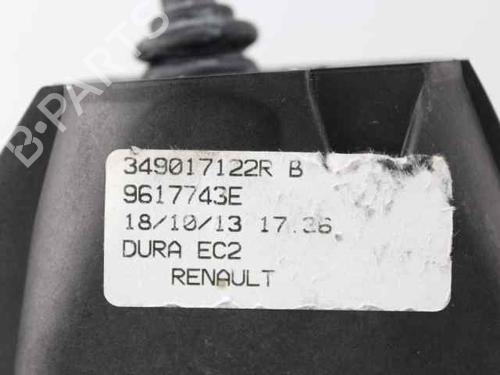 B-PARTS
349017122R B
9617743E
18/10/13 17:36
DURA EC2
RENAULT